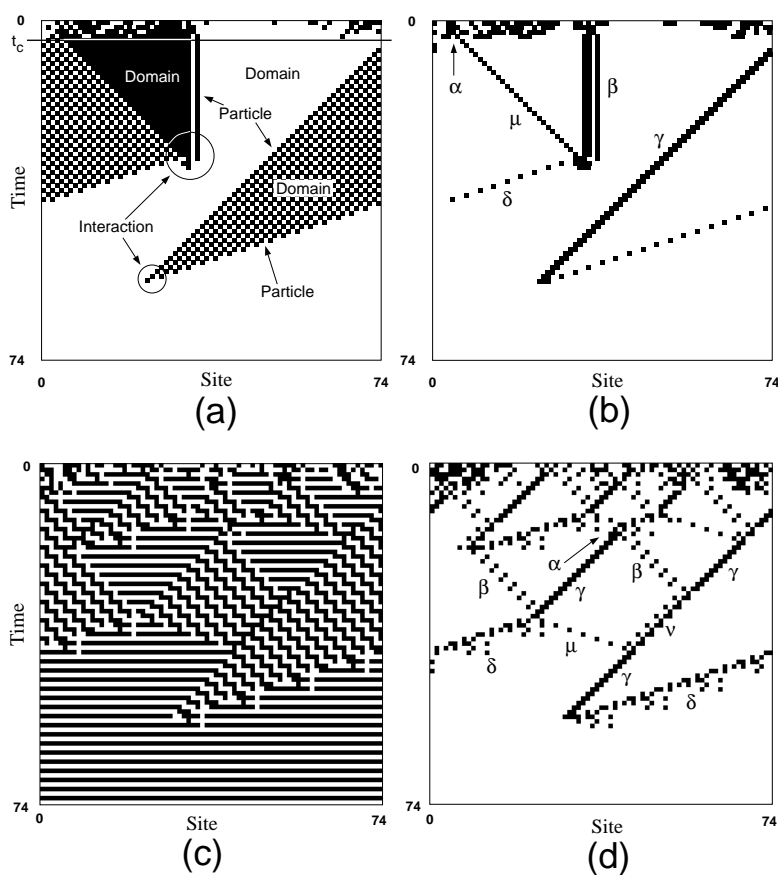 0
t_c
Domain
Domain
Particle
Domain
Interaction
Particle
Time
74
0
Site
74
(a)
0
α
β
μ
γ
δ
74
0
Site
74
(b)
0
Time
74
0
Site
74
(c)
0
α
β
γ
β
γ
ν
δ
μ
γ
δ
74
0
Site
74
(d)